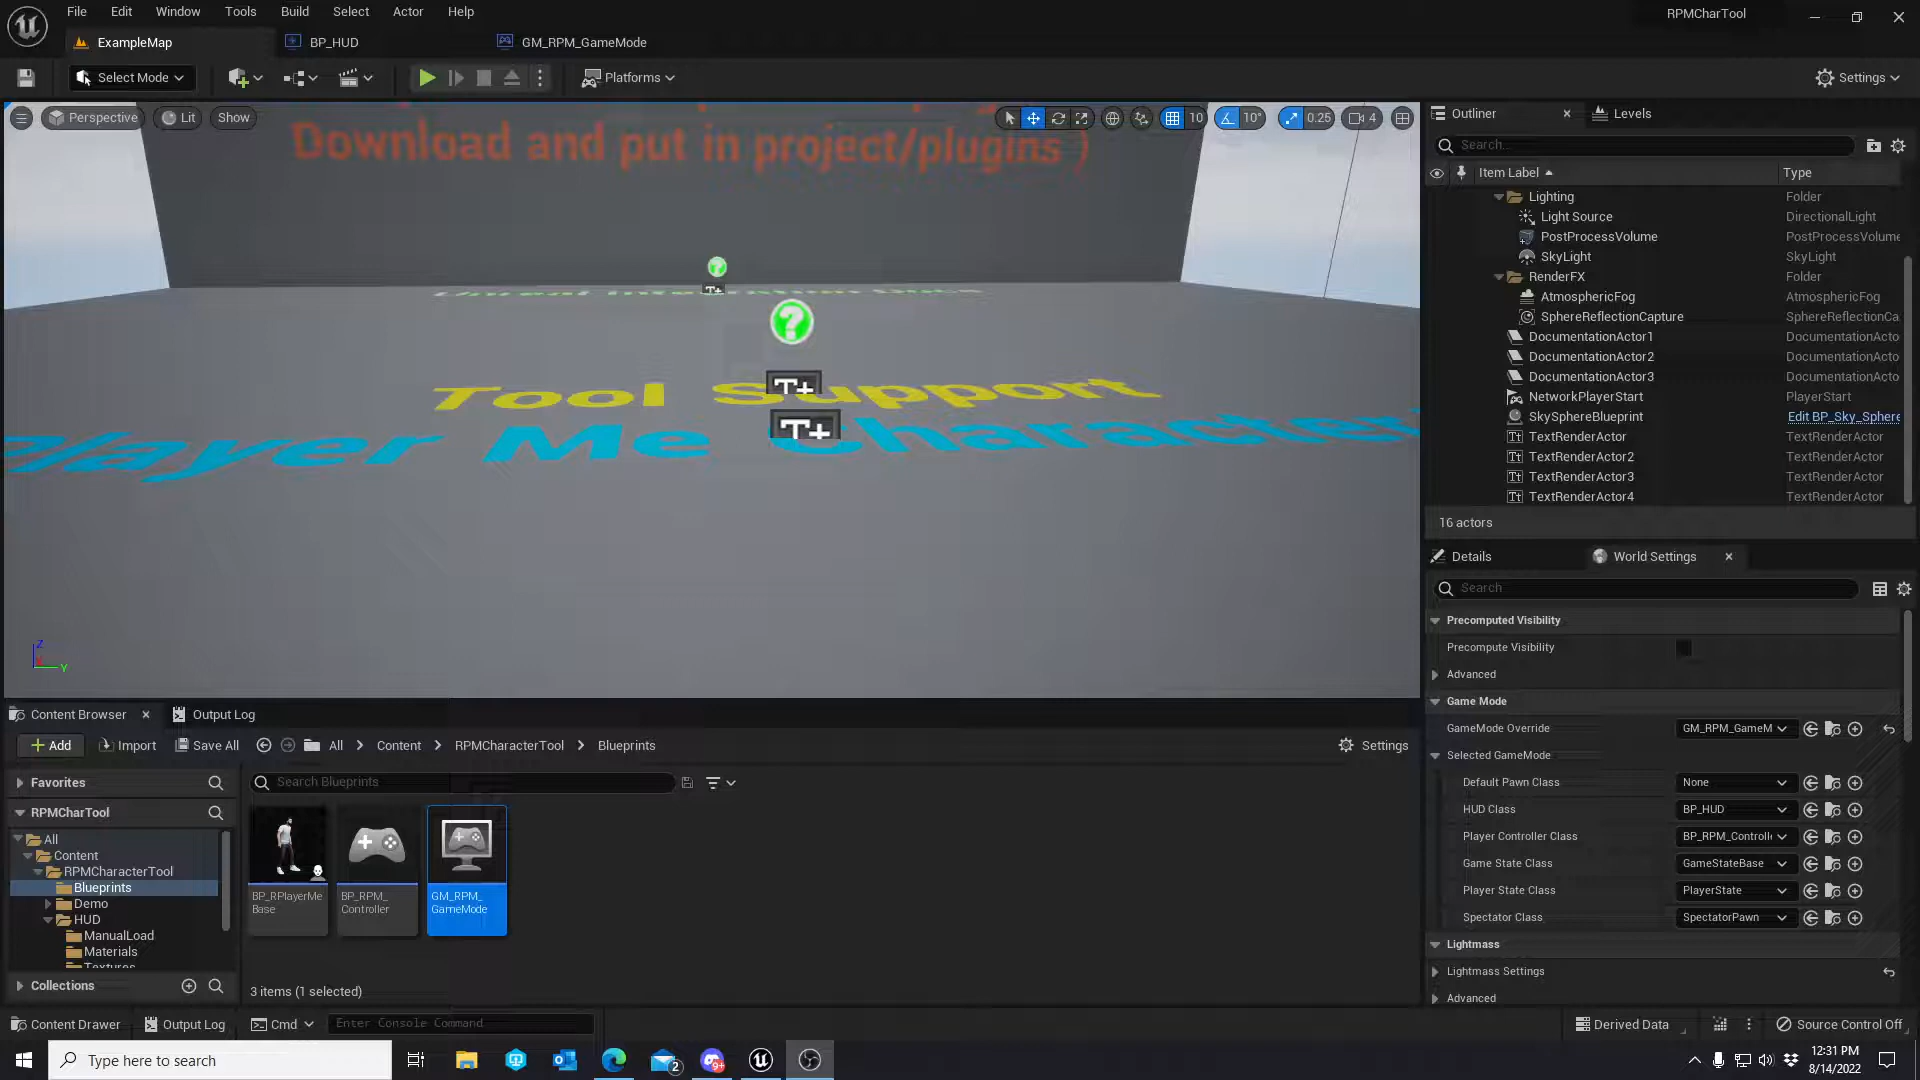 File Edit Window Tools Build Select Actor Help
RPMCharTool
ExampleMap
BP_HUD
GM_RPM_GameMode
Select Mode
Platforms
Settings
Perspective
Lit
Show
10
10°
0.25
4
Download and put in project/plugins )
Tool Support
Player Me Character
Outliner
Levels
Search...
Item Label
Type
Lighting Folder
Light Source DirectionalLight
PostProcessVolume PostProcessVolume
SkyLight SkyLight
RenderFX Folder
AtmosphericFog AtmosphericFog
SphereReflectionCapture SphereReflectionCa
DocumentationActor1 DocumentationActo
DocumentationActor2 DocumentationActo
DocumentationActor3 DocumentationActo
NetworkPlayerStart PlayerStart
SkySphereBlueprint Edit BP_Sky_Sphere
TextRenderActor TextRenderActor
TextRenderActor2 TextRenderActor
TextRenderActor3 TextRenderActor
TextRenderActor4 TextRenderActor
16 actors
Details
World Settings
Search
Precomputed Visibility
Precompute Visibility
Advanced
Game Mode
GameMode Override GM_RPM_GameM
Selected GameMode
Default Pawn Class None
HUD Class BP_HUD
Player Controller Class BP_RPM_Controll
Game State Class GameStateBase
Player State Class PlayerState
Spectator Class SpectatorPawn
Lightmass
Lightmass Settings
Advanced
Z
Y
Content Browser
Output Log
Add
Import
Save All
All
Content
RPMCharacterTool
Blueprints
Settings
Favorites
Search Blueprints
RPMCharTool
All
Content
RPMCharacterTool
Blueprints
Demo
HUD
ManualLoad
Materials
Textures
Collections
BP_RPlayerMe
Base
BP_RPM_
Controller
GM_RPM_
GameMode
3 items (1 selected)
Content Drawer
Output Log
Cmd
Enter Console Command
Derived Data
Source Control Off
Type here to search
2
9+
12:31 PM
8/14/2022